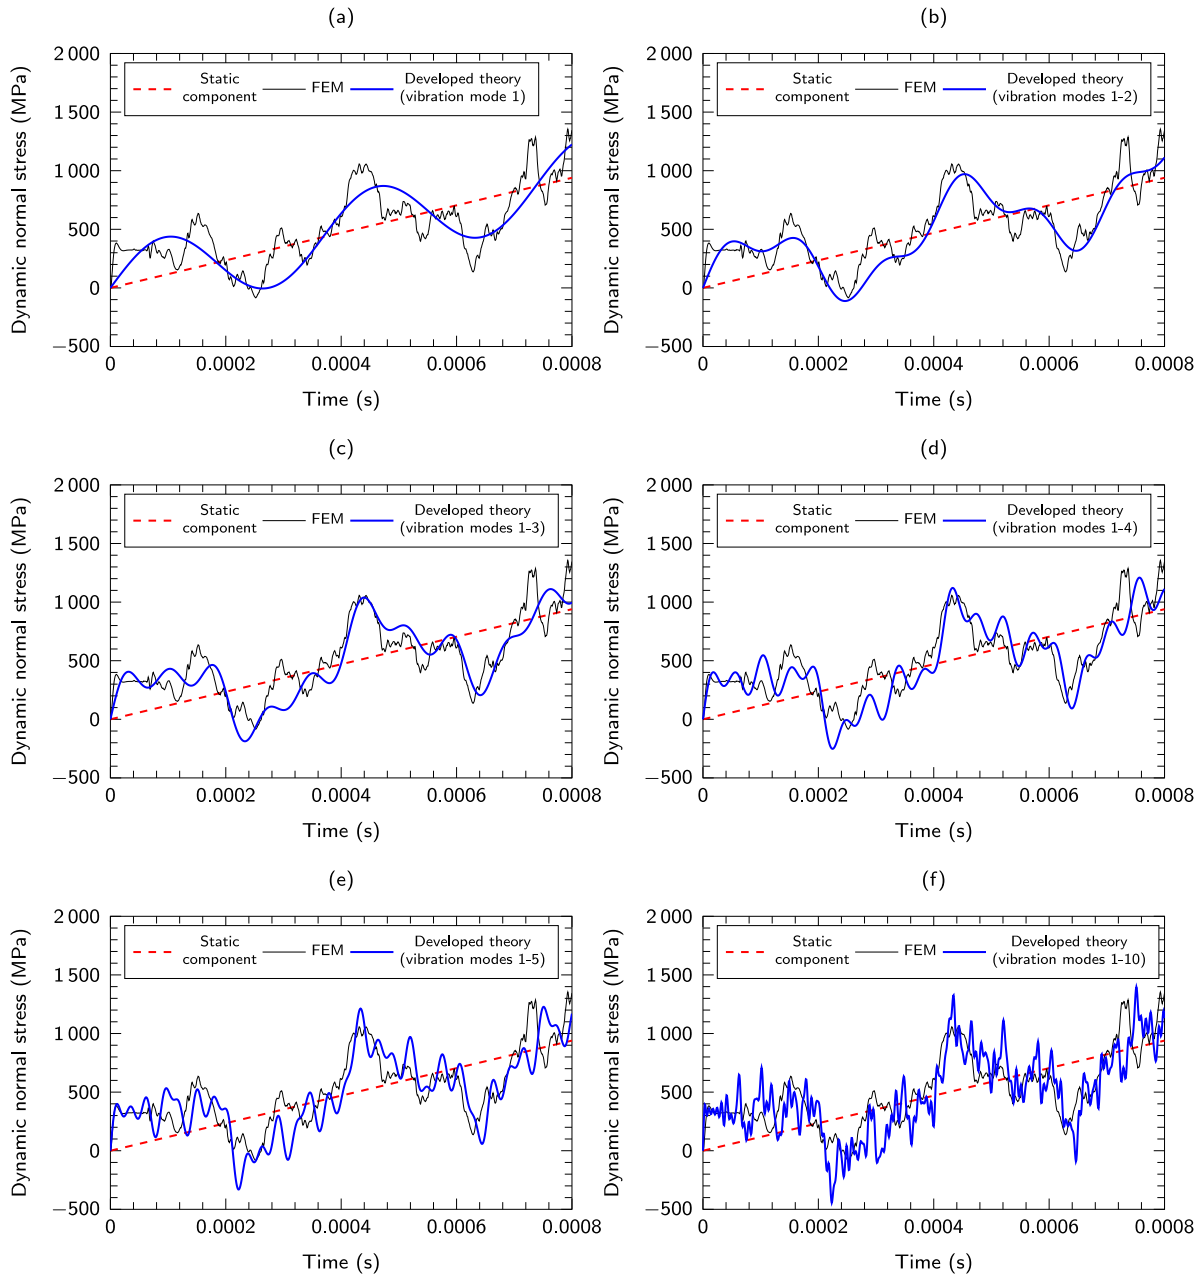 (a)
Dynamic normal stress (MPa)
2 000
1 500
1 000
500
0
−500
Static
component
FEM
Developed theory
(vibration mode 1)
0
0.0002
0.0004
0.0006
0.0008
Time (s)
(b)
Dynamic normal stress (MPa)
2 000
1 500
1 000
500
0
−500
Static
component
FEM
Developed theory
(vibration modes 1–2)
0
0.0002
0.0004
0.0006
0.0008
Time (s)
(c)
Dynamic normal stress (MPa)
2 000
1 500
1 000
500
0
−500
Static
component
FEM
Developed theory
(vibration modes 1–3)
0
0.0002
0.0004
0.0006
0.0008
Time (s)
(d)
Dynamic normal stress (MPa)
2 000
1 500
1 000
500
0
−500
Static
component
FEM
Developed theory
(vibration modes 1–4)
0
0.0002
0.0004
0.0006
0.0008
Time (s)
(e)
Dynamic normal stress (MPa)
2 000
1 500
1 000
500
0
−500
Static
component
FEM
Developed theory
(vibration modes 1–5)
0
0.0002
0.0004
0.0006
0.0008
Time (s)
(f)
Dynamic normal stress (MPa)
2 000
1 500
1 000
500
0
−500
Static
component
FEM
Developed theory
(vibration modes 1–10)
0
0.0002
0.0004
0.0006
0.0008
Time (s)